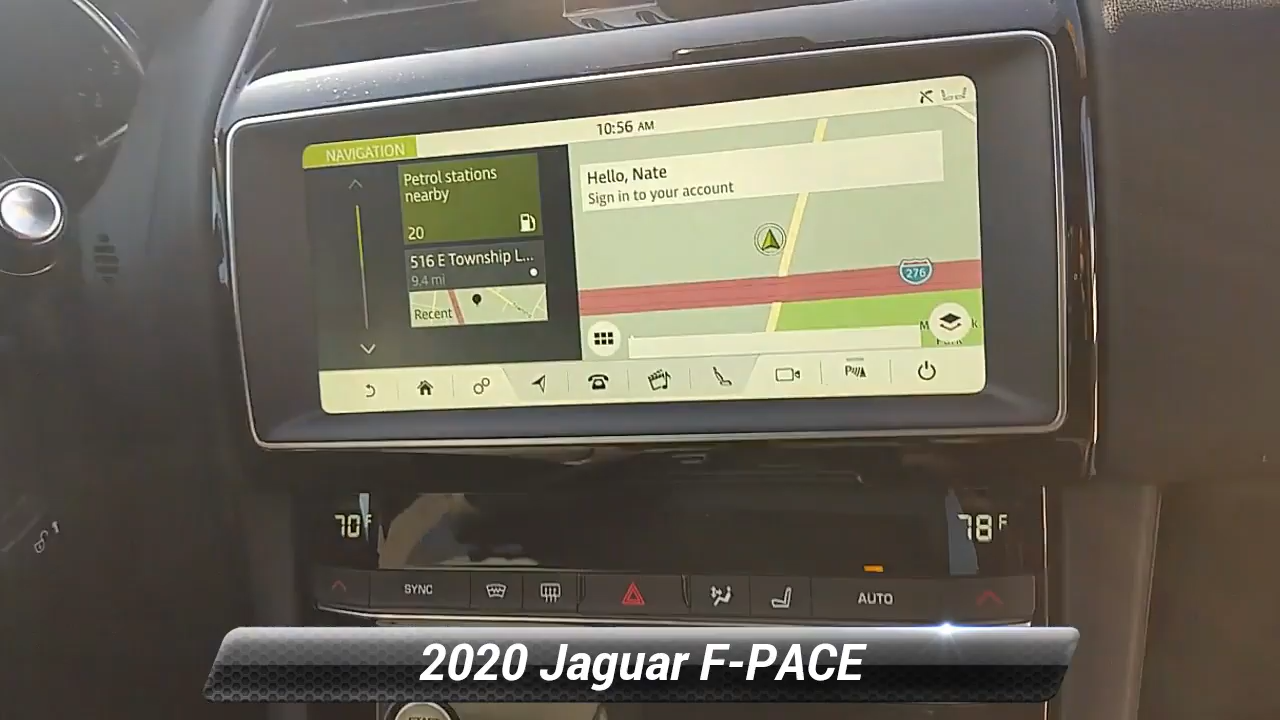 10:56 AM
NAVIGATION
Petrol stations
nearby
20
516 E Township L...
9.4 mi
Recent
Hello, Nate
Sign in to your account
276
P
70 F
78 F
SYNC
AUTO
2020 Jaguar F-PACE